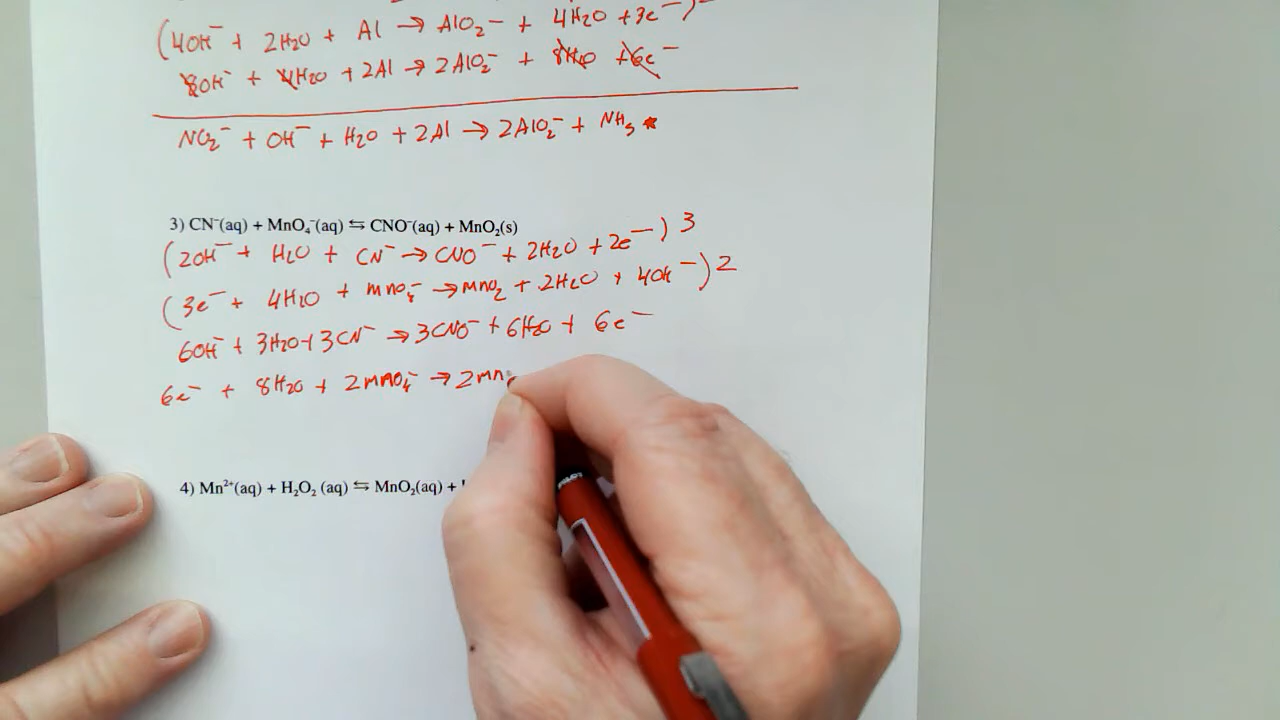 (4OH⁻ + 2H₂O + Al → AlO₂⁻ + 4H₂O + 3e⁻)
8OH⁻ + 4H₂O + 2Al → 2AlO₂⁻ + 8H₂O + 6e⁻
NO₂⁻ + OH⁻ + H₂O + 2Al → 2AlO₂⁻ + NH₃
3) CN⁻(aq) + MnO₄⁻(aq) ⇆ CNO⁻(aq) + MnO₂(s)
(2OH⁻ + H₂O + CN⁻ → CNO⁻ + 2H₂O + 2e⁻) 3
(3e⁻ + 4H₂O + MnO₄⁻ → MnO₂ + 2H₂O + 4OH⁻) 2
6OH⁻ + 3H₂O + 3CN⁻ → 3CNO⁻ + 6H₂O + 6e⁻
6e⁻ + 8H₂O + 2MnO₄⁻ → 2Mn
4) Mn²⁺(aq) + H₂O₂ (aq) ⇆ MnO₂(aq) +